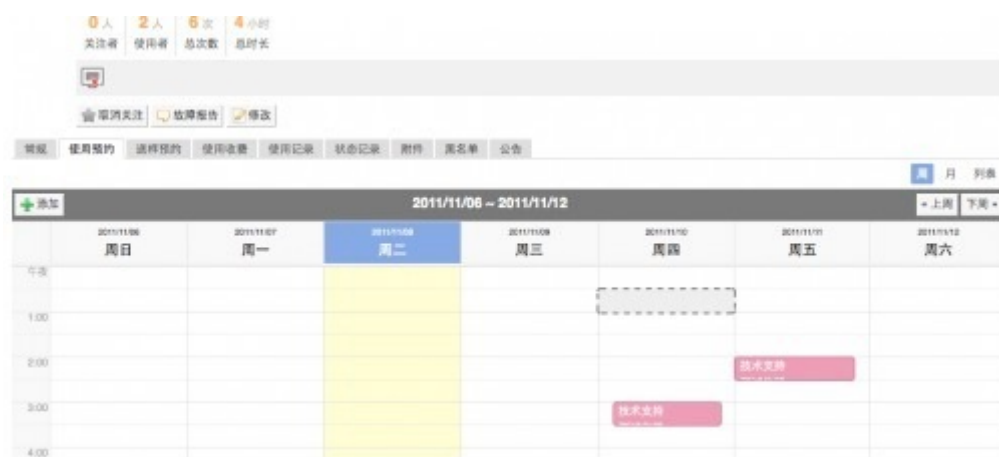 0 人 2 人 6 次 4 小时
关注者 使用者 总次数 总时长
取消关注 故障报告 修改
常规 使用预约 送样预约 使用收费 使用记录 状态记录 附件 黑名单 公告
周 月 列表
添加 2011/11/06 ~ 2011/11/12 上周 下周
2011/11/06 2011/11/07 2011/11/08 2011/11/09 2011/11/10 2011/11/11 2011/11/12
周日 周一 周二 周三 周四 周五 周六
午夜
1:00
2:00 技术支持
3:00 技术支持
4:00